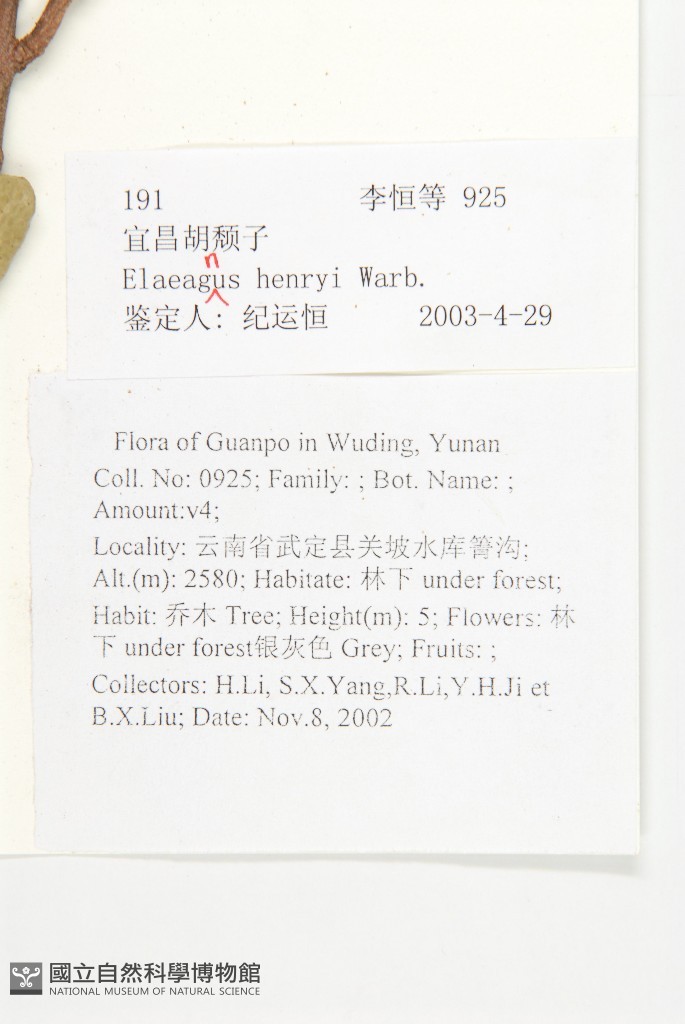 191 李恒等 925
宜昌胡颓子
n
Elaeagus henryi Warb.
鉴定人: 纪运恒 2003-4-29
Flora of Guanpo in Wuding, Yunan
Coll. No: 0925; Family: ; Bot. Name: ;
Amount:v4;
Locality: 云南省武定县关坡水库箐沟;
Alt.(m): 2580; Habitate: 林下 under forest;
Habit: 乔木 Tree; Height(m): 5; Flowers: 林
下 under forest银灰色 Grey; Fruits: ;
Collectors: H.Li, S.X.Yang,R.Li,Y.H.Ji et
B.X.Liu; Date: Nov.8, 2002
國立自然科學博物館
NATIONAL MUSEUM OF NATURAL SCIENCE